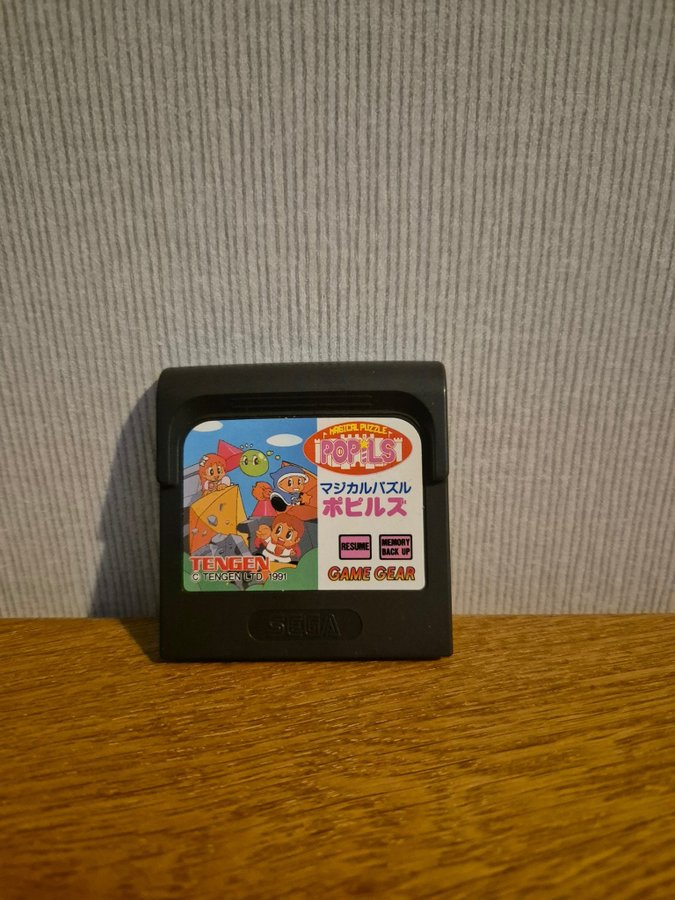 MAGICAL PUZZLE
POPiLS
マジカルパズル
ポピルズ
RESUME
MEMORY
BACK UP
TENGEN
© TENGEN LTD. 1991
GAME GEAR
SEGA